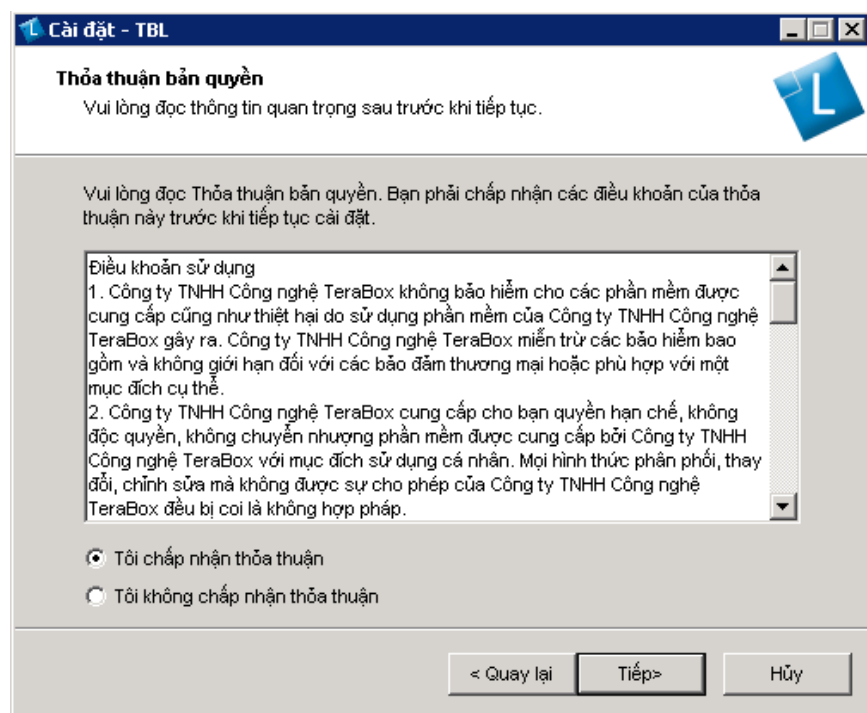 Cài đặt - TBL
Thỏa thuận bản quyền
Vui lòng đọc thông tin quan trọng sau trước khi tiếp tục.
L
Vui lòng đọc Thỏa thuận bản quyền. Bạn phải chấp nhận các điều khoản của thỏa
thuận này trước khi tiếp tục cài đặt.
Điều khoản sử dụng
1. Công ty TNHH Công nghệ TeraBox không bảo hiểm cho các phần mềm được
cung cấp cũng như thiệt hại do sử dụng phần mềm của Công ty TNHH Công nghệ
TeraBox gây ra. Công ty TNHH Công nghệ TeraBox miễn trừ các bảo hiểm bao
gồm và không giới hạn đối với các bảo đảm thương mại hoặc phù hợp với một
mục đích cụ thể.
2. Công ty TNHH Công nghệ TeraBox cung cấp cho bạn quyền hạn chế, không
độc quyền, không chuyển nhượng phần mềm được cung cấp bởi Công ty TNHH
Công nghệ TeraBox với mục đích sử dụng cá nhân. Mọi hình thức phân phối, thay
đổi, chỉnh sửa mà không được sự cho phép của Công ty TNHH Công nghệ
TeraBox đều bị coi là không hợp pháp.
Tôi chấp nhận thỏa thuận
Tôi không chấp nhận thỏa thuận
< Quay lại Tiếp> Hủy